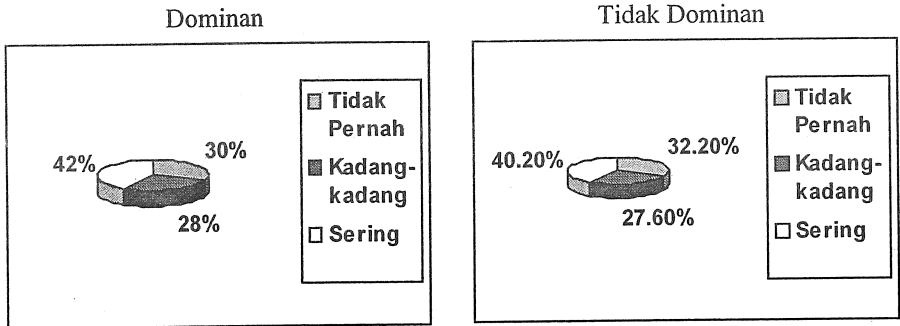 Dominan
42%
30%
28%
Tidak
Pernah
Kadang-
kadang
Sering
Tidak Dominan
40.20%
32.20%
27.60%
Tidak
Pernah
Kadang-
kadang
Sering